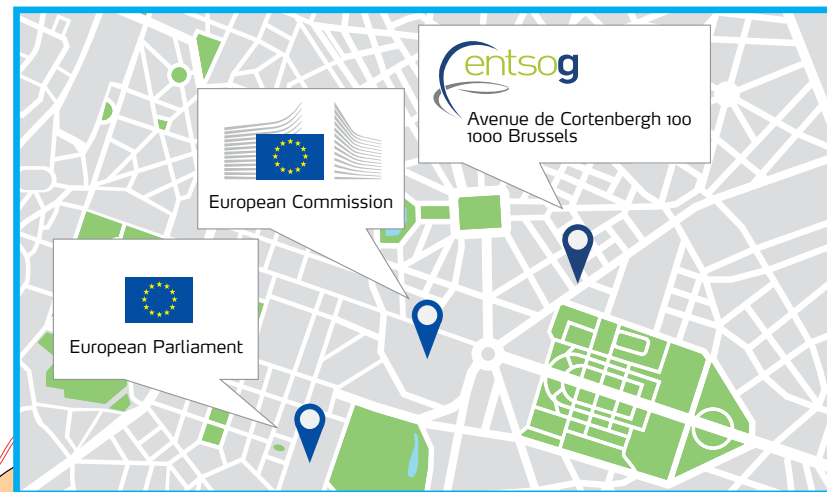 entsog
Avenue de Cortenbergh 100
1000 Brussels
European Commission
European Parliament